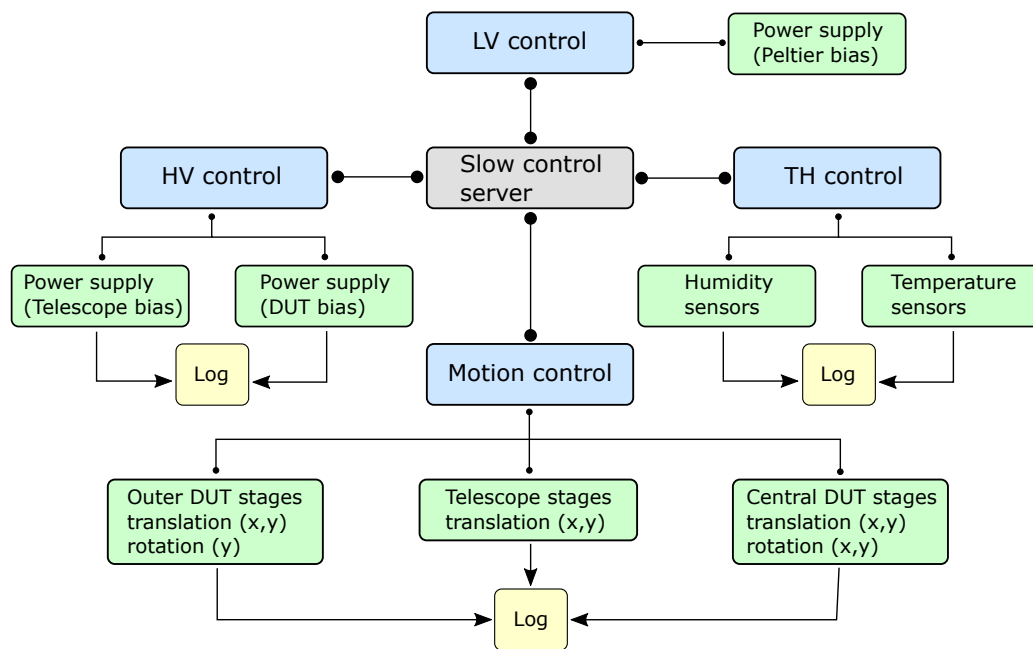 LV control
Power supply
(Peltier bias)
HV control
Slow control
server
TH control
Power supply
(Telescope bias)
Power supply
(DUT bias)
Humidity
sensors
Temperature
sensors
Log
Motion control
Log
Outer DUT stages
translation (x,y)
rotation (y)
Telescope stages
translation (x,y)
Central DUT stages
translation (x,y)
rotation (x,y)
Log